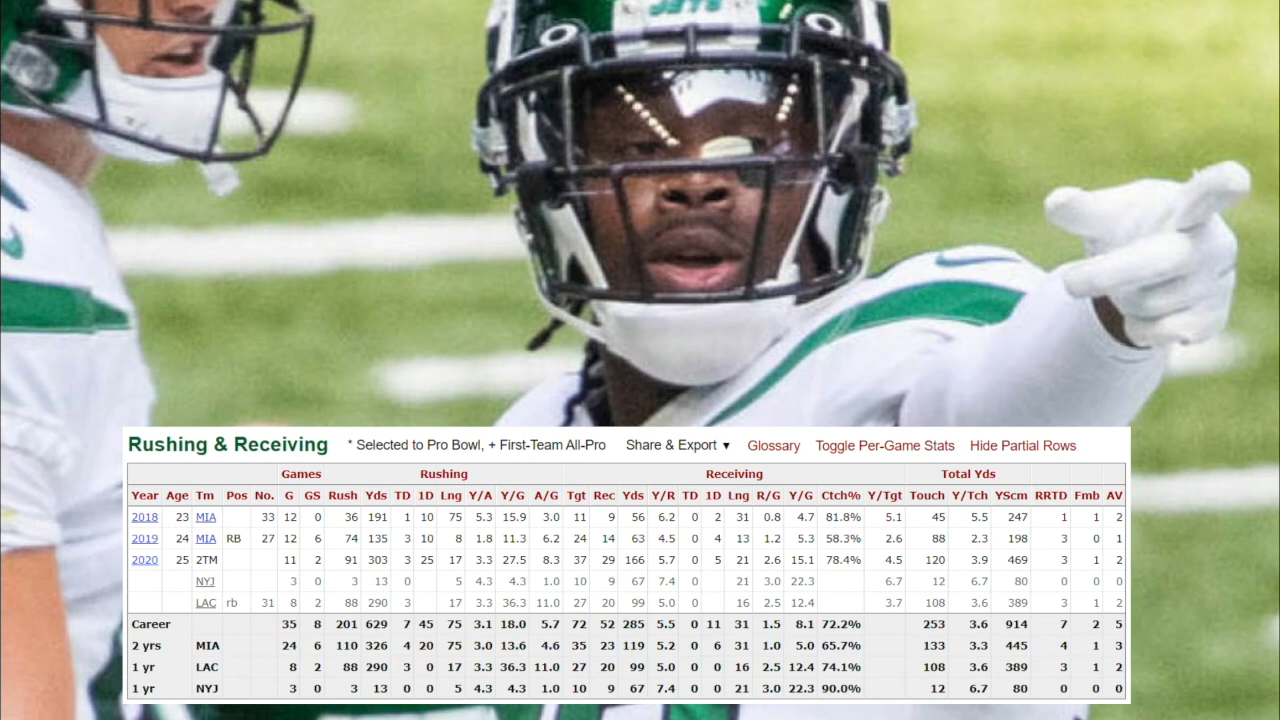 JETS
Rushing & Receiving * Selected to Pro Bowl, + First-Team All-Pro Share & Export ▼ Glossary Toggle Per-Game Stats Hide Partial Rows
Games Rushing Receiving Total Yds
Year Age Tm Pos No. G GS Rush Yds TD 1D Lng Y/A Y/G A/G Tgt Rec Yds Y/R TD 1D Lng R/G Y/G Ctch% Y/Tgt Touch Y/Tch YScm RRTD Fmb AV
2018 23 MIA 33 12 0 36 191 1 10 75 5.3 15.9 3.0 11 9 56 6.2 0 2 31 0.8 4.7 81.8% 5.1 45 5.5 247 1 1 2
2019 24 MIA RB 27 12 6 74 135 3 10 8 1.8 11.3 6.2 24 14 63 4.5 0 4 13 1.2 5.3 58.3% 2.6 88 2.3 198 3 0 1
2020 25 2TM 11 2 91 303 3 25 17 3.3 27.5 8.3 37 29 166 5.7 0 5 21 2.6 15.1 78.4% 4.5 120 3.9 469 3 1 2
NYJ 3 0 3 13 0 5 4.3 4.3 1.0 10 9 67 7.4 0 21 3.0 22.3 6.7 12 6.7 80 0 0 0
LAC rb 31 8 2 88 290 3 17 3.3 36.3 11.0 27 20 99 5.0 0 16 2.5 12.4 3.7 108 3.6 389 3 1 2
Career 35 8 201 629 7 45 75 3.1 18.0 5.7 72 52 285 5.5 0 11 31 1.5 8.1 72.2% 253 3.6 914 7 2 5
2 yrs MIA 24 6 110 326 4 20 75 3.0 13.6 4.6 35 23 119 5.2 0 6 31 1.0 5.0 65.7% 133 3.3 445 4 1 3
1 yr LAC 8 2 88 290 3 0 17 3.3 36.3 11.0 27 20 99 5.0 0 0 16 2.5 12.4 74.1% 108 3.6 389 3 1 2
1 yr NYJ 3 0 3 13 0 0 5 4.3 4.3 1.0 10 9 67 7.4 0 0 21 3.0 22.3 90.0% 12 6.7 80 0 0 0